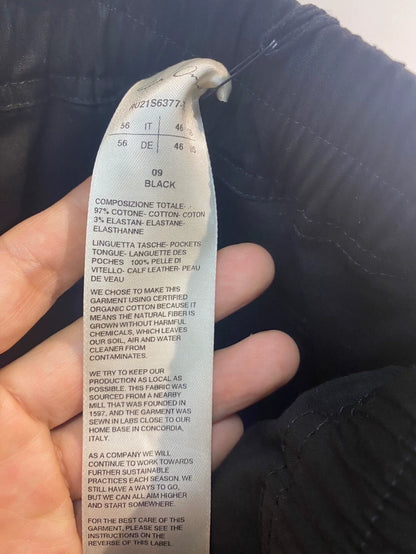 RU21S6377-
56 IT 46
56 DE 46
09
BLACK
COMPOSIZIONE TOTALE-
97% COTONE- COTTON- COTON
3% ELASTAN- ELASTANE-
ELASTHANNE
LINGUETTA TASCHE- POCKETS
TONGUE- LANGUETTE DES
POCHES 100% PELLE DI
VITELLO- CALF LEATHER- PEAU
DE VEAU
WE CHOSE TO MAKE THIS
GARMENT USING CERTIFIED
ORGANIC COTTON BECAUSE IT
MEANS THE NATURAL FIBER IS
GROWN WITHOUT HARMFUL
CHEMICALS, WHICH LEAVES
OUR SOIL, AIR AND WATER
CLEANER FROM
CONTAMINATES.
WE TRY TO KEEP OUR
PRODUCTION AS LOCAL AS
POSSIBLE. THIS FABRIC WAS
SOURCED FROM A NEARBY
MILL THAT WAS FOUNDED IN
1597, AND THE GARMENT WAS
SEWN IN LABS CLOSE TO OUR
HOME BASE IN CONCORDIA,
ITALY.
AS A COMPANY WE WILL
CONTINUE TO WORK TOWARDS
FURTHER SUSTAINABLE
PRACTICES EACH SEASON. WE
STILL HAVE A WAYS TO GO,
BUT WE CAN ALL AIM HIGHER
AND START SOMEWHERE.
FOR THE BEST CARE OF THIS
GARMENT, PLEASE SEE THE
INSTRUCTIONS ON THE
REVERSE OF THIS LABEL